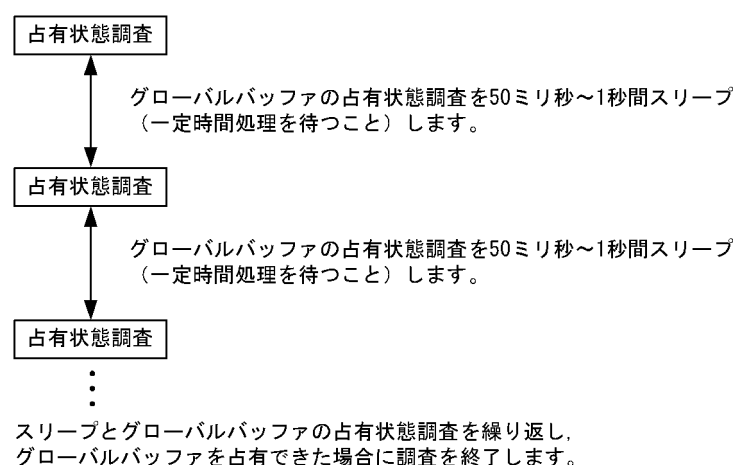 占有状態調査
グローバルバッファの占有状態調査を50ミリ秒～1秒間スリープ
（一定時間処理を待つこと）します。
占有状態調査
グローバルバッファの占有状態調査を50ミリ秒～1秒間スリープ
（一定時間処理を待つこと）します。
占有状態調査
スリープとグローバルバッファの占有状態調査を繰り返し，
グローバルバッファを占有できた場合に調査を終了します。